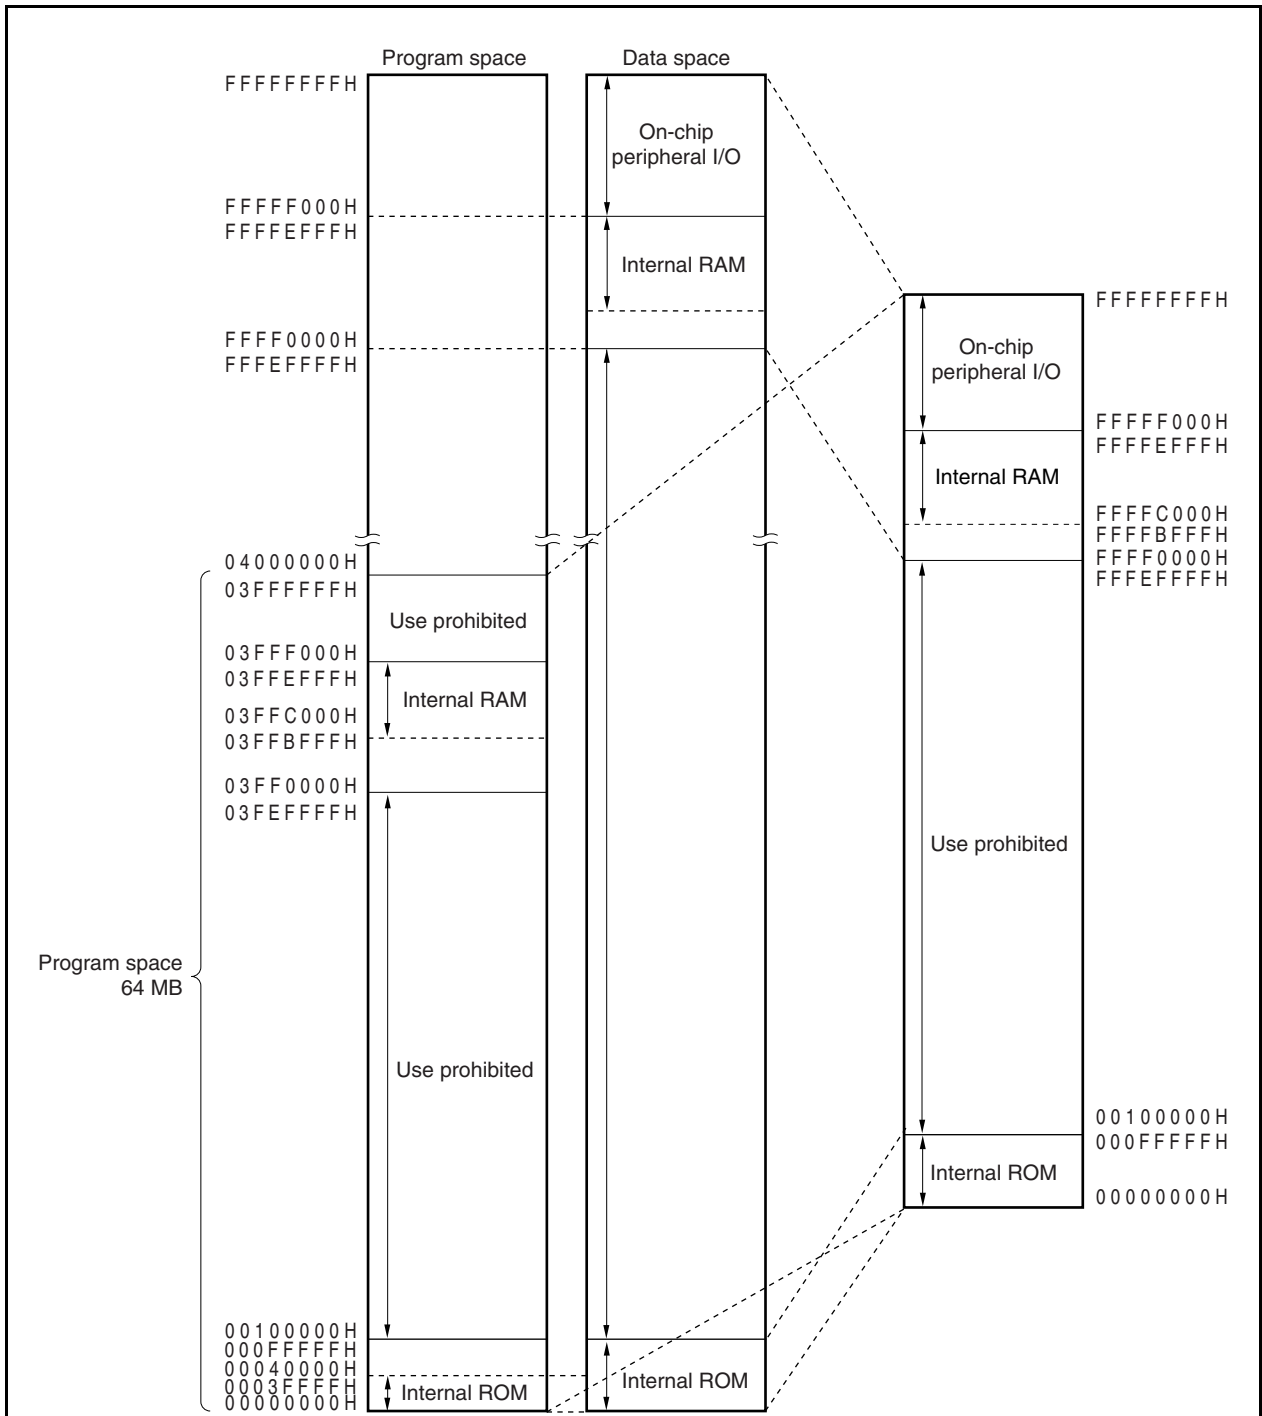 Program space
Data space
FFFFFFFFH
On-chip
peripheral I/O
FFFFF000H
FFFFEFFFH
Internal RAM
FFFF0000H
FFFEFFFFH
04000000H
03FFFFFFH
Use prohibited
03FFF000H
03FFEFFFH
Internal RAM
03FFC000H
03FFBFFFH
03FF0000H
03FEFFFFH
Program space
64 MB
Use prohibited
00100000H
000FFFFFH
00040000H
0003FFFFH
00000000H
Internal ROM
Internal ROM
FFFFFFFFH
On-chip
peripheral I/O
FFFFF000H
FFFFEFFFH
Internal RAM
FFFFC000H
FFFFBFFFH
FFFF0000H
FFFEFFFFH
Use prohibited
00100000H
000FFFFFH
Internal ROM
00000000H